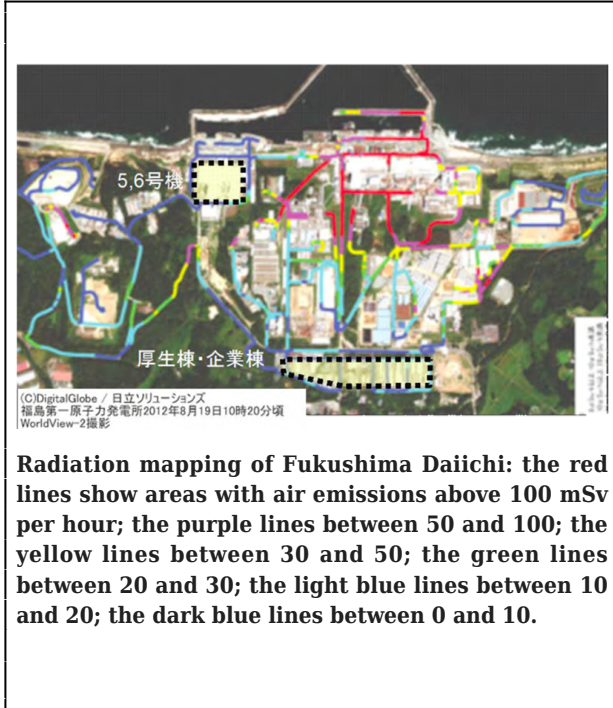 5,6号機
厚生棟・企業棟
(C)DigitalGlobe / 日立ソリューションズ
福島第一原子力発電所2012年8月19日10時20分頃
WorldView-2撮影
Radiation mapping of Fukushima Daiichi: the red
lines show areas with air emissions above 100 mSv
per hour; the purple lines between 50 and 100; the
yellow lines between 30 and 50; the green lines
between 20 and 30; the light blue lines between 10
and 20; the dark blue lines between 0 and 10.